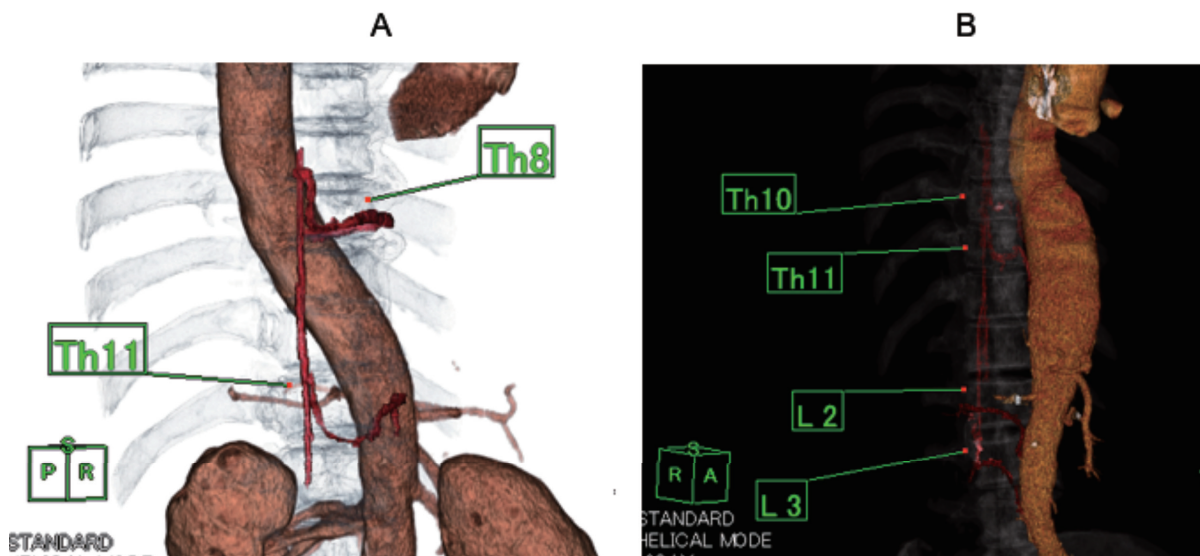 A
B
Th8
Th11
S
P R
STANDARD
Th10
Th11
L 2
L 3
S
R A
STANDARD
HELICAL MODE